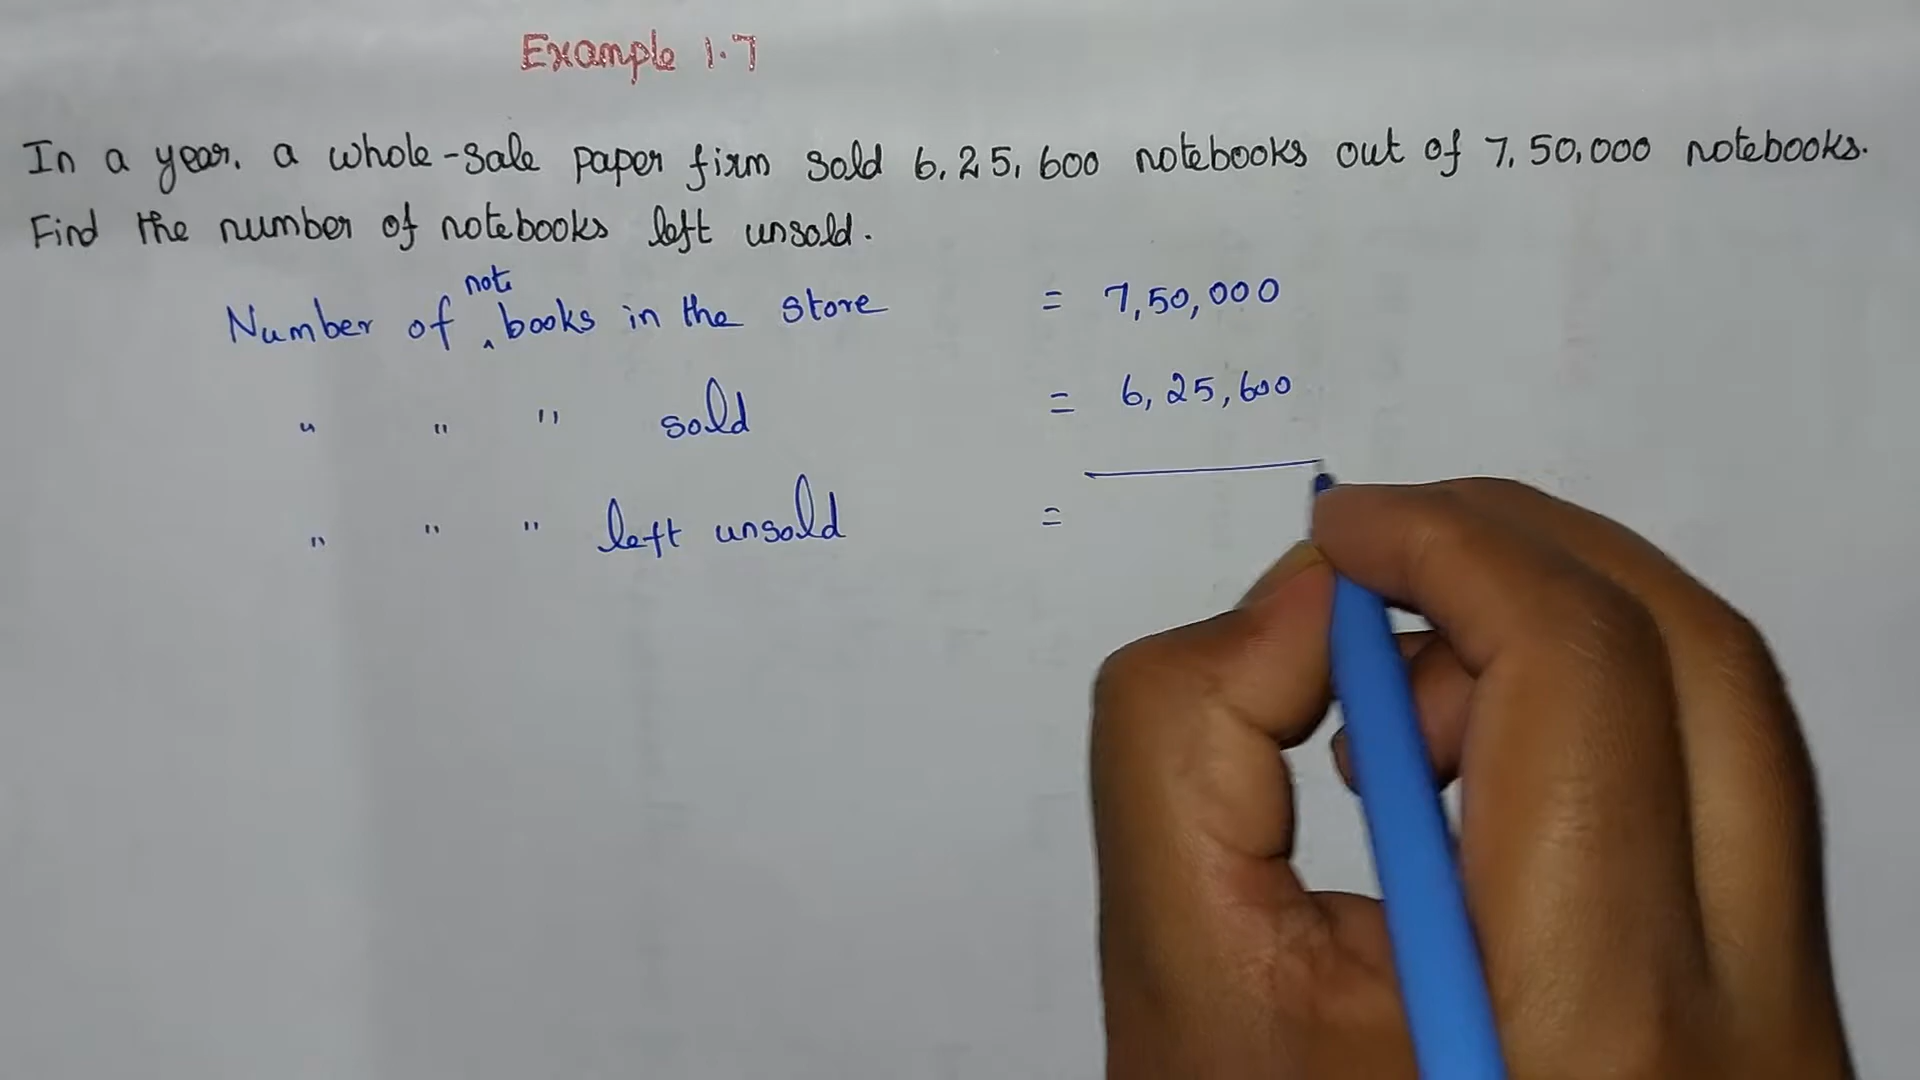 Example 1.7
In a year, a whole-sale paper firm sold 6,25,600 notebooks out of 7,50,000 notebooks.
Find the number of notebooks left unsold.
Number of ^ note books in the store = 7,50,000
" " " sold = 6,25,600
" " " left unsold =